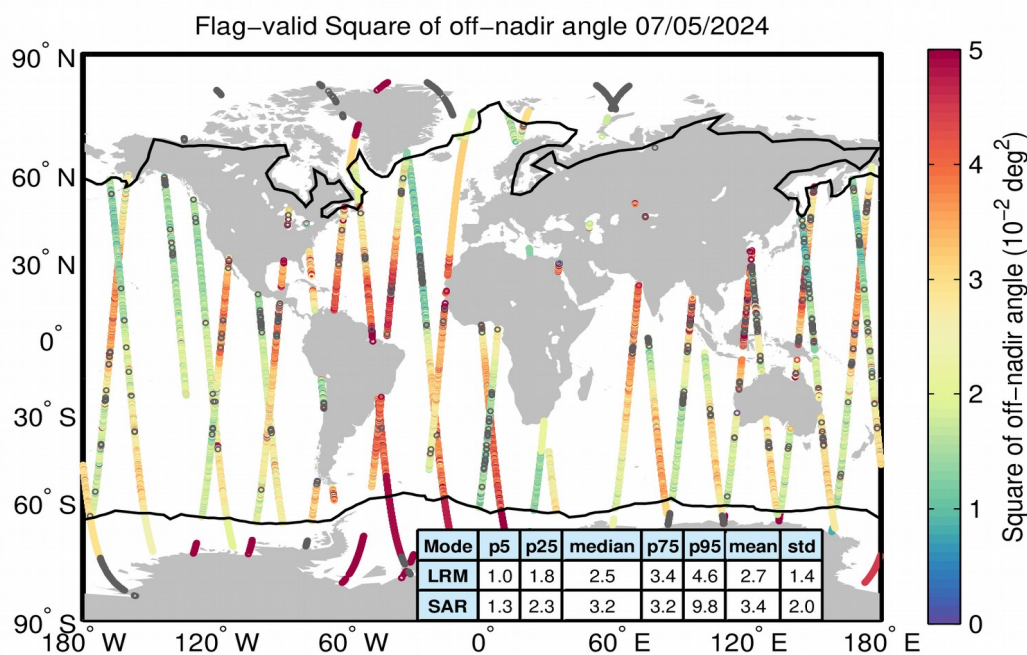 Flag−valid Square of off−nadir angle 07/05/2024
90° N
60° N
30° N
0°
30° S
60° S
90° S
180° W
120° W
60° W
0°
60° E
120° E
180° E
Mode p5 p25 median p75 p95 mean std
LRM 1.0 1.8 2.5 3.4 4.6 2.7 1.4
SAR 1.3 2.3 3.2 3.2 9.8 3.4 2.0
5
4
3
2
1
0
Square of off−nadir angle (10⁻² deg²)